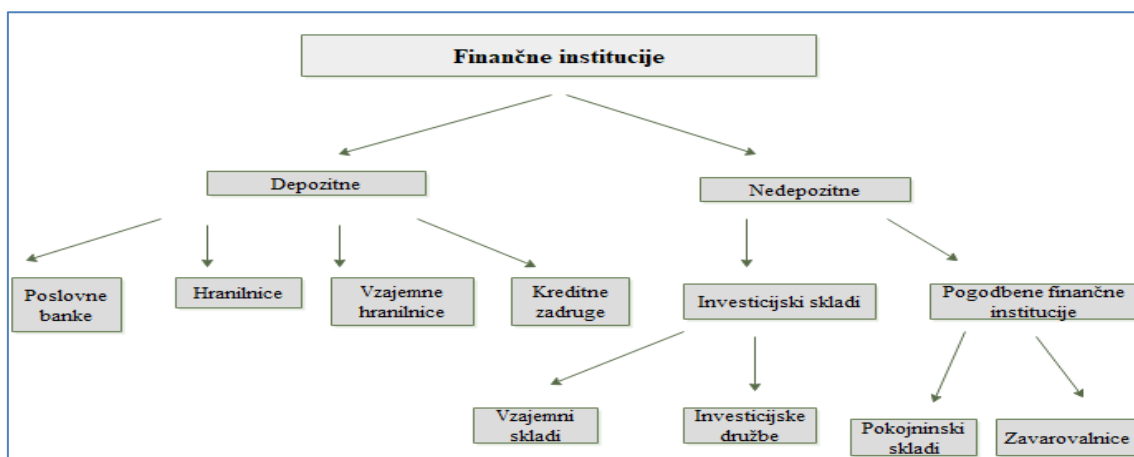 Finančne institucije
Depozitne
Nedepozitne
Poslovne
banke
Hranilnice
Vzajemne
hranilnice
Kreditne
zadruge
Investicijski skladi
Pogodbene finančne
institucije
Vzajemni
skladi
Investicijske
družbe
Pokojninski
skladi
Zavarovalnice